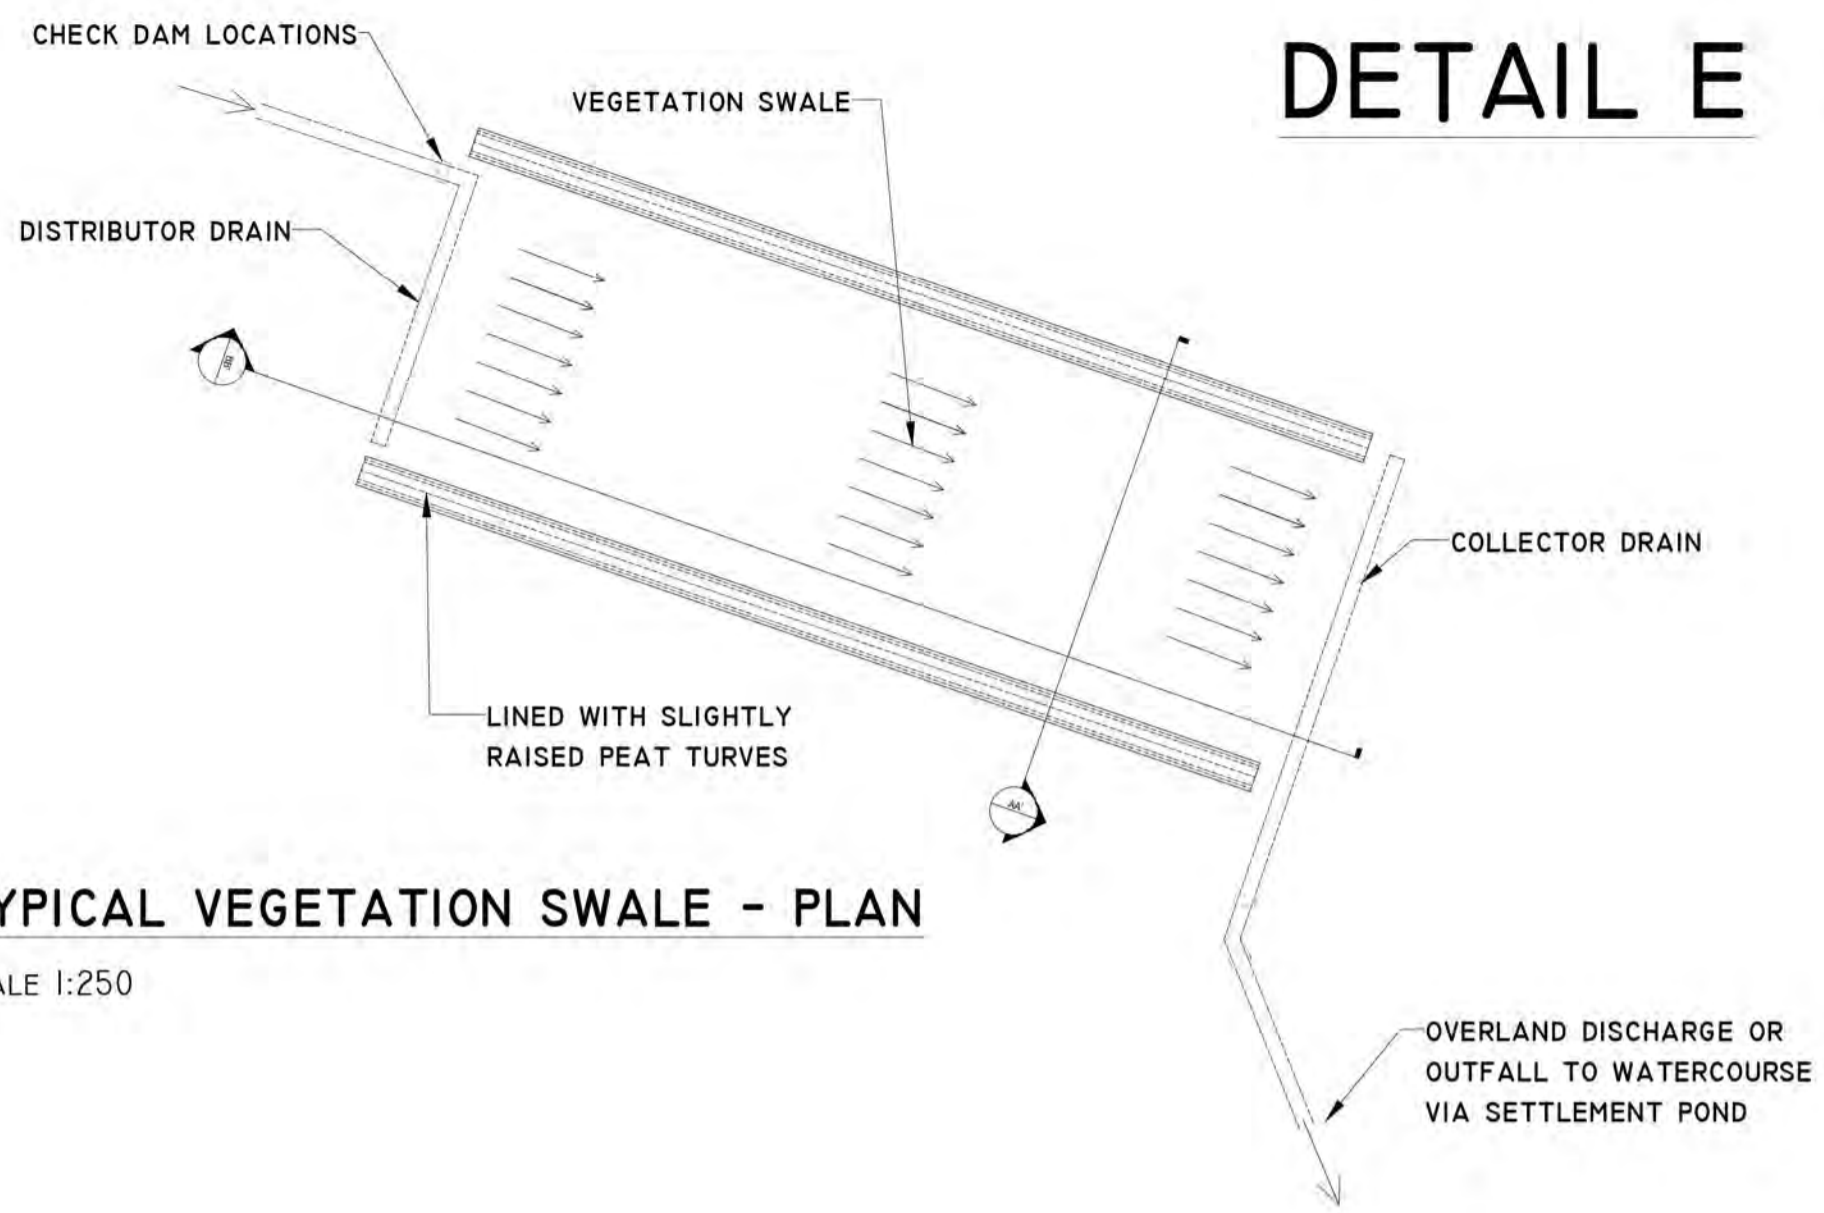 CHECK DAM LOCATIONS
DETAIL E
VEGETATION SWALE
DISTRIBUTOR DRAIN
BB'
COLLECTOR DRAIN
LINED WITH SLIGHTLY
RAISED PEAT TURVES
AA'
YPICAL VEGETATION SWALE - PLAN
ALE 1:250
OVERLAND DISCHARGE OR
OUTFALL TO WATERCOURSE
VIA SETTLEMENT POND